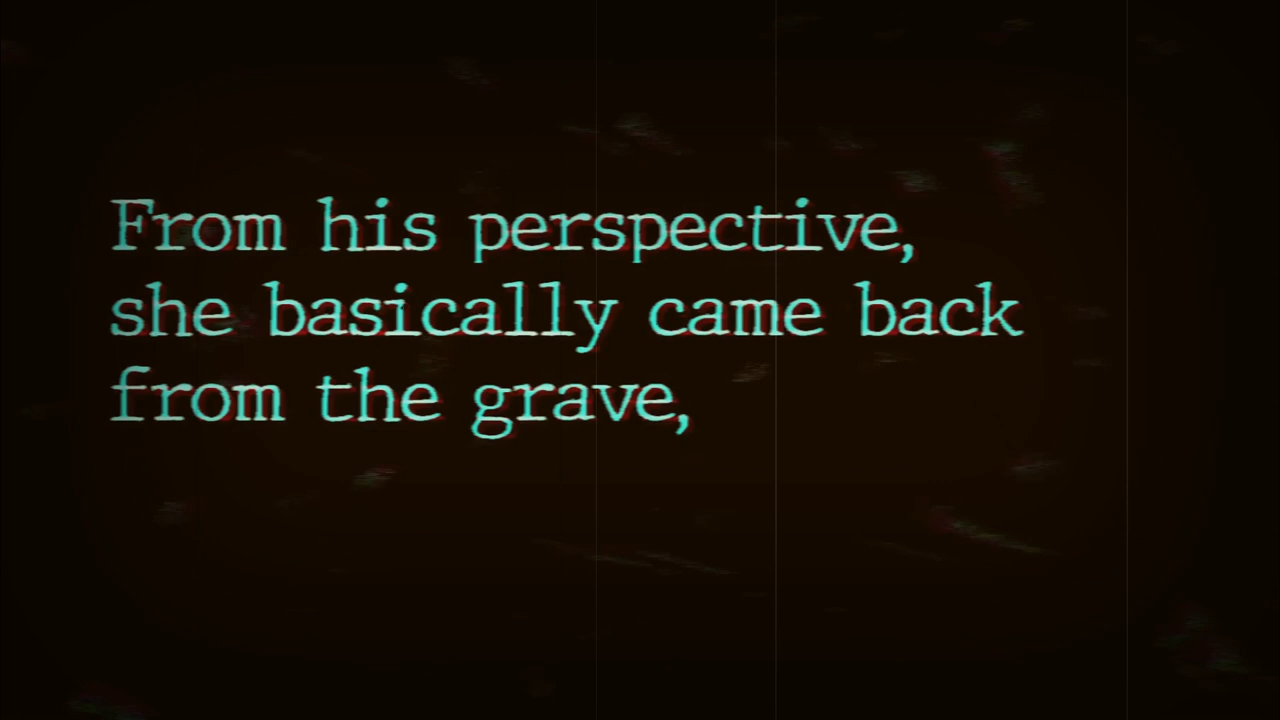 From his perspective,
she basically came back
from the grave,